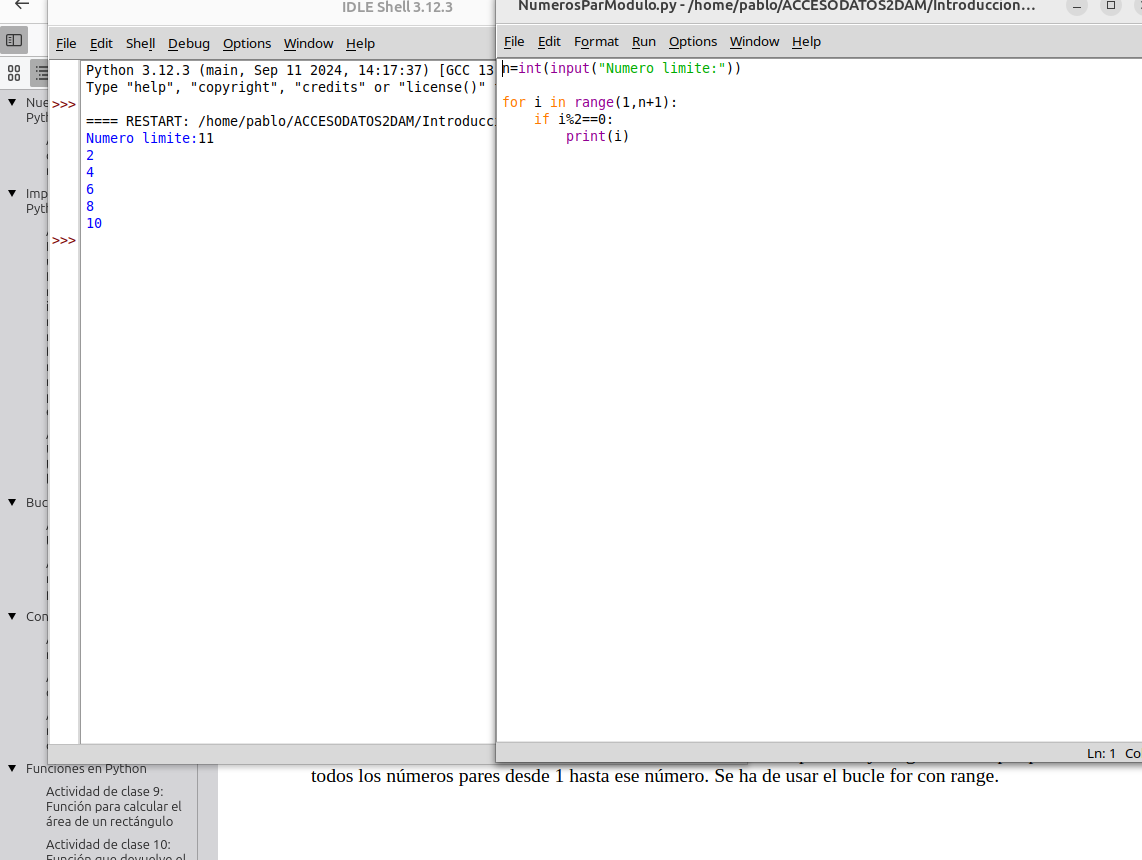 IDLE Shell 3.12.3
File Edit Shell Debug Options Window Help
Python 3.12.3 (main, Sep 11 2024, 14:17:37) [GCC 13
Type "help", "copyright", "credits" or "license()"
>>>
==== RESTART: /home/pablo/ACCESODATOS2DAM/Introducc
Numero limite:11
2
4
6
8
10
>>>
NumerosParModulo.py - /home/pablo/ACCESODATOS2DAM/Introduccion…
File Edit Format Run Options Window Help
n=int(input("Numero limite:"))
for i in range(1,n+1):
    if i%2==0:
        print(i)
Ln: 1 Co
Nue
Pyth
Imp
Pyth
Buc
Con
Funciones en Python
Actividad de clase 9:
Función para calcular el
área de un rectángulo
Actividad de clase 10:
Función que devuelve el
todos los números pares desde 1 hasta ese número. Se ha de usar el bucle for con range.